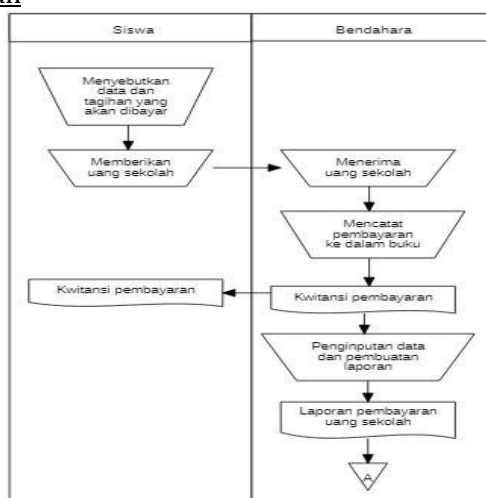 Siswa
Bendahara
Menyebutkan
data dan
tagihan yang
akan dibayar
Memberikan
uang sekolah
Menerima
uang sekolah
Mencatat
pembayaran
ke dalam buku
Kwitansi pembayaran
Kwitansi pembayaran
Penginputan data
dan pembuatan
laporan
Laporan pembayaran
uang sekolah
A